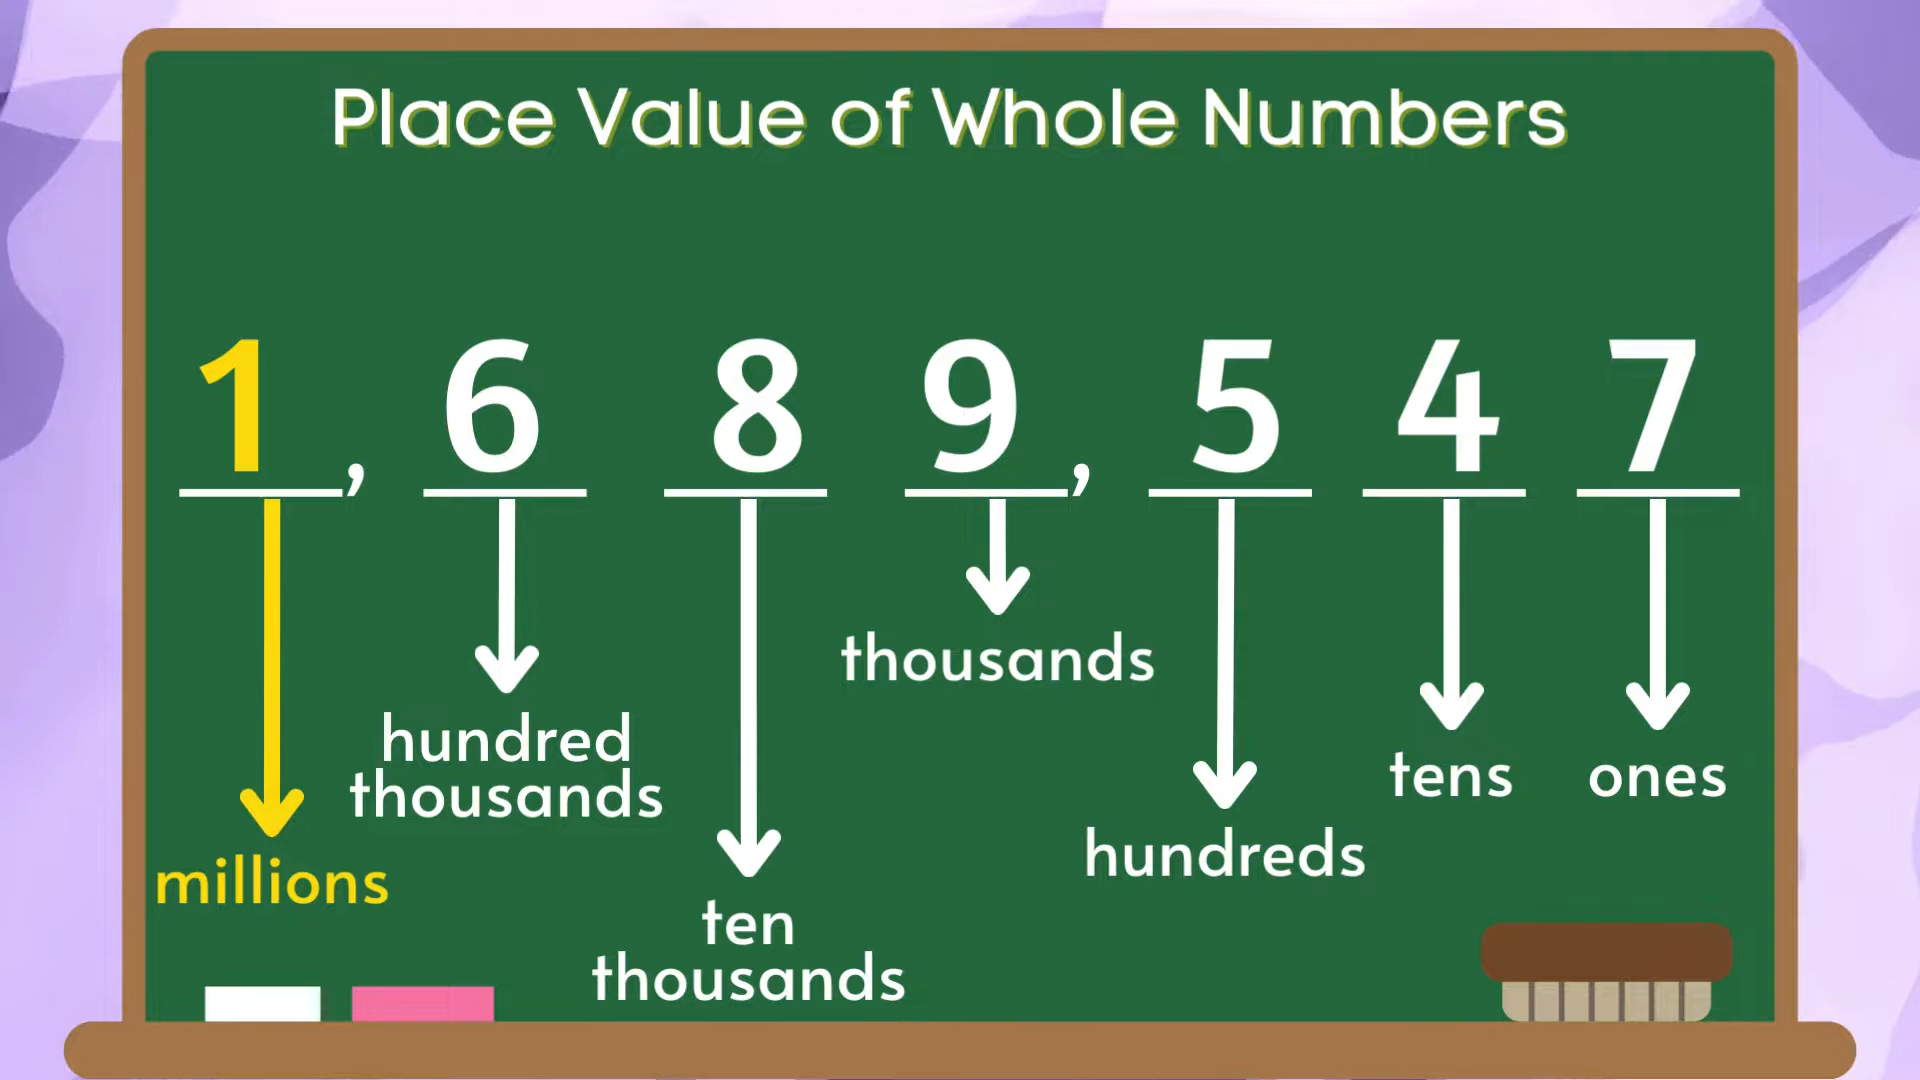 Place Value of Whole Numbers
1, 6 8 9, 5 4 7
thousands
hundred
thousands
tens
ones
hundreds
millions
ten
thousands